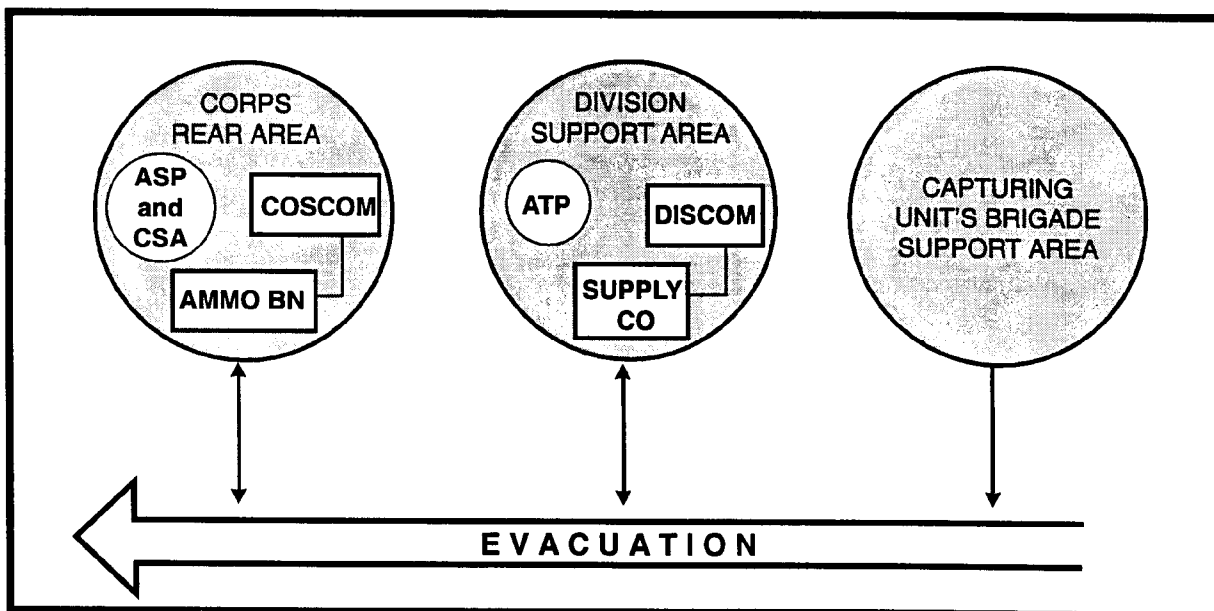 CORPS
REAR AREA
ASP
and
CSA
COSCOM
AMMO BN
DIVISION
SUPPORT AREA
ATP
DISCOM
SUPPLY
CO
CAPTURING
UNIT'S BRIGADE
SUPPORT AREA
EVACUATION